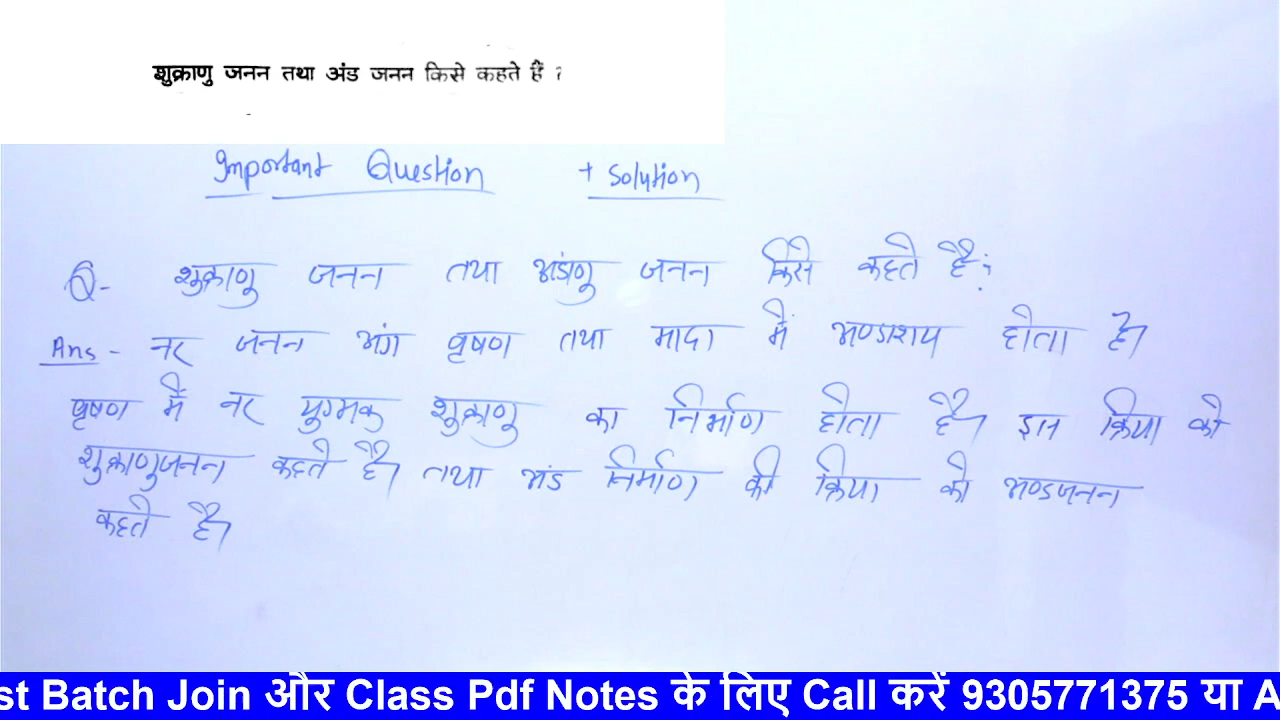 शुक्राणु जनन तथा अंड जनन किसे कहते हैं ?
Important Question + Solution
Q- शुक्राणु जनन तथा अंडाणु जनन किसे कहते है?
Ans - नर जनन अंग वृषण तथा मादा में अण्डाशय होता है।
वृषण में नर युग्मक शुक्राणु का निर्माण होता है। इस क्रिया को
शुक्राणुजनन कहते है। तथा अंड निर्माण की क्रिया को अण्डजनन
कहते है।
st Batch Join और Class Pdf Notes के लिए Call करें 9305771375 या A